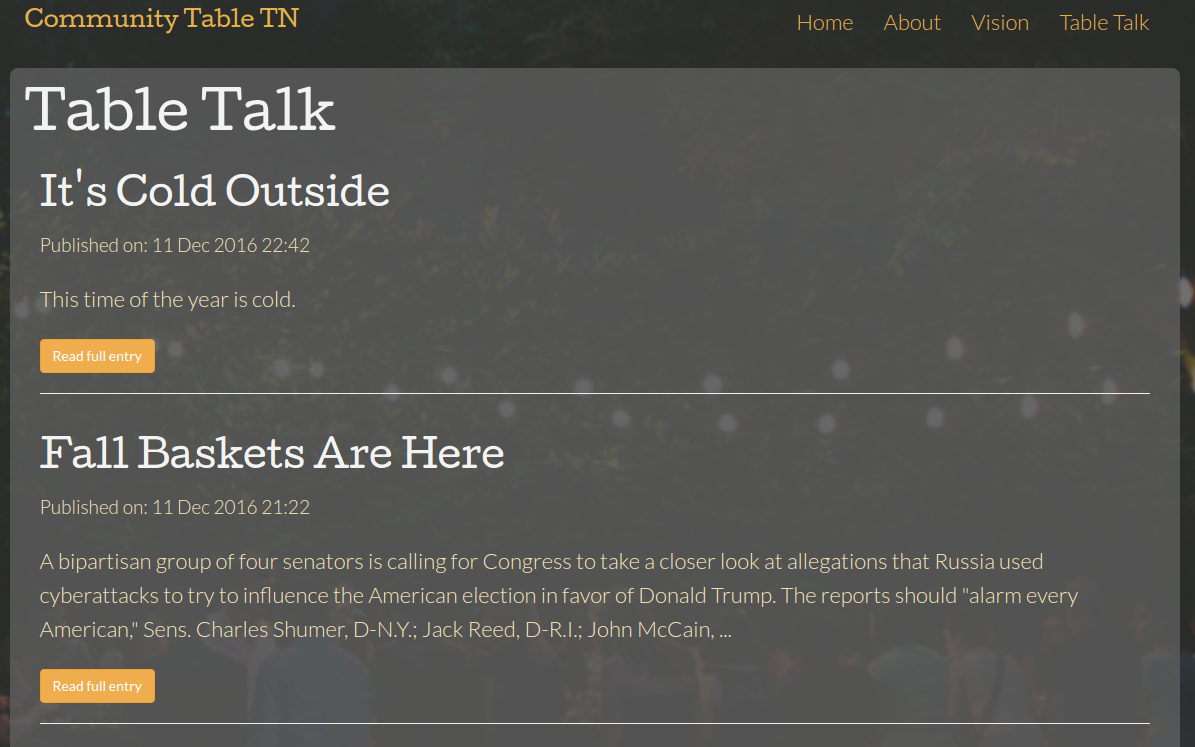 Community Table TN
Home About Vision Table Talk
Table Talk
It's Cold Outside
Published on: 11 Dec 2016 22:42
This time of the year is cold.
Read full entry
Fall Baskets Are Here
Published on: 11 Dec 2016 21:22
A bipartisan group of four senators is calling for Congress to take a closer look at allegations that Russia used
cyberattacks to try to influence the American election in favor of Donald Trump. The reports should "alarm every
American," Sens. Charles Shumer, D-N.Y.; Jack Reed, D-R.I.; John McCain, ...
Read full entry